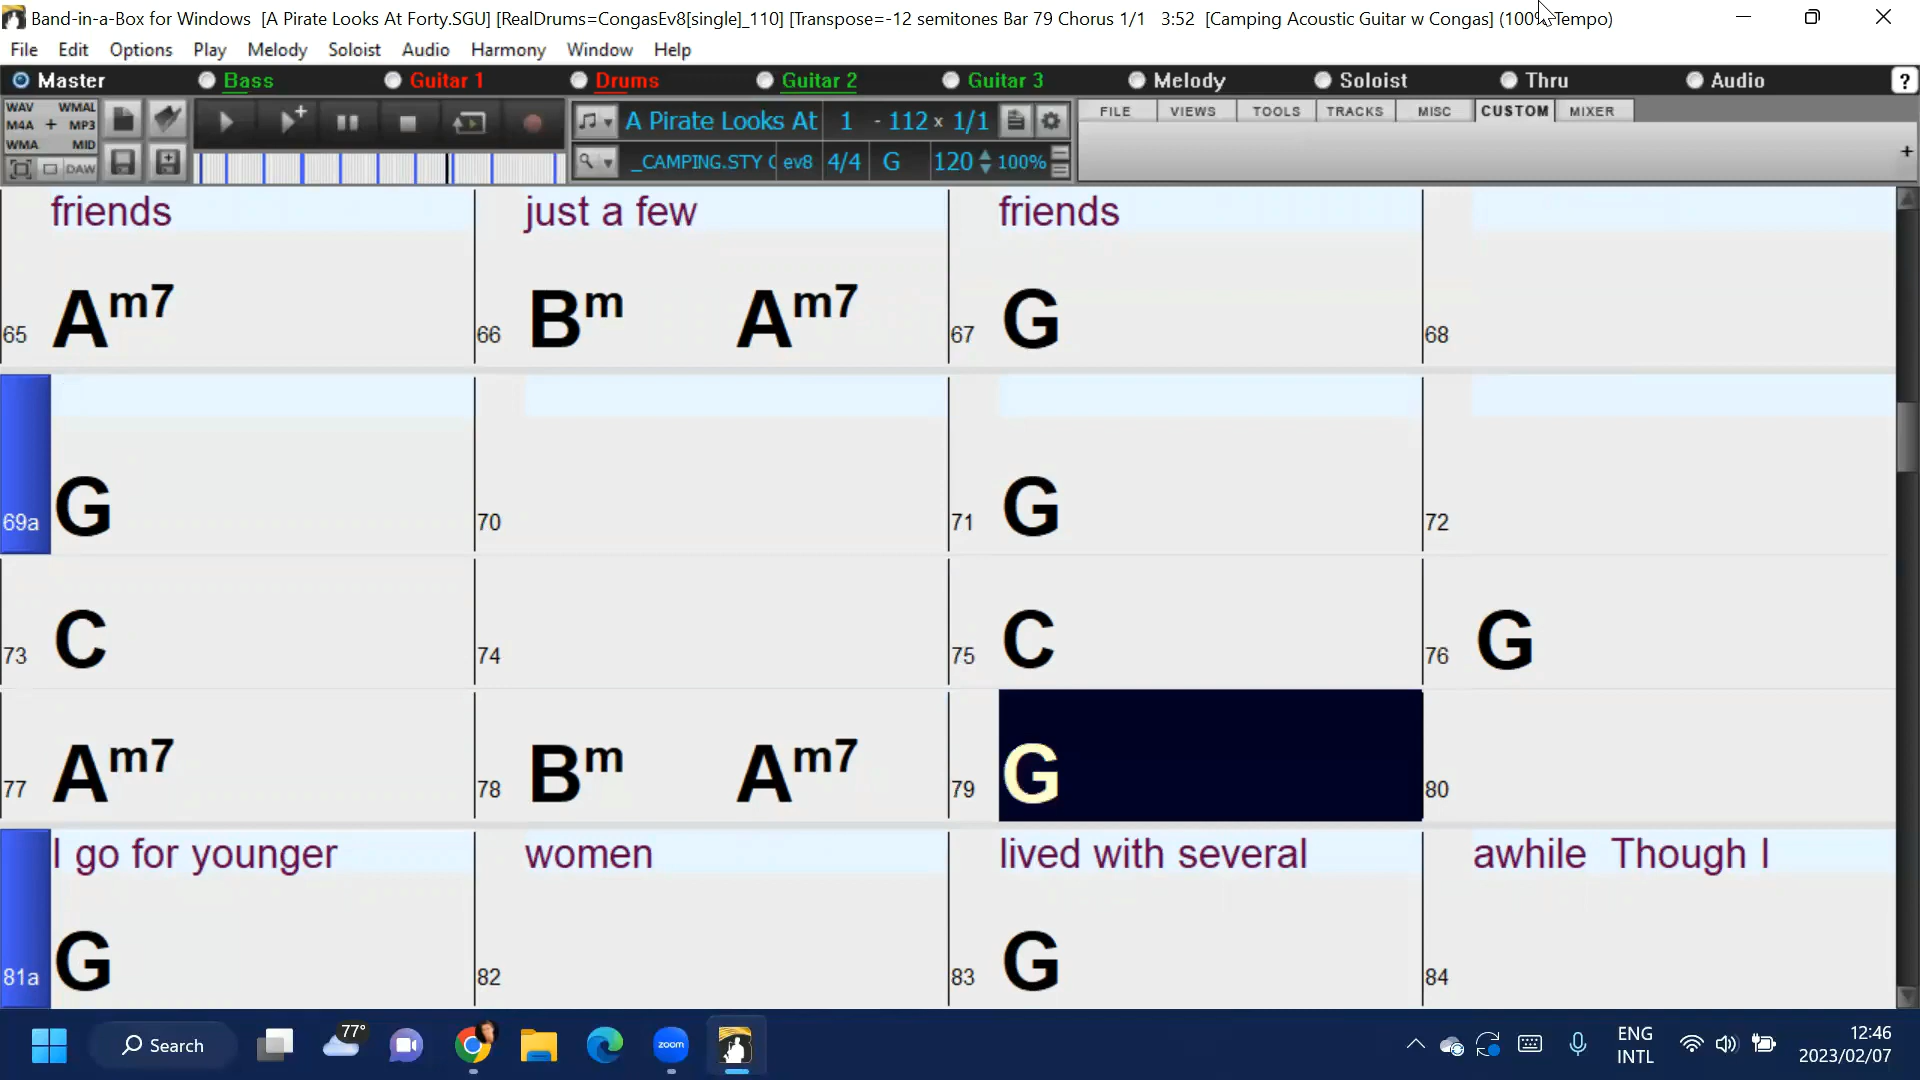 Band-in-a-Box for Windows [A Pirate Looks At Forty.SGU] [RealDrums=CongasEv8[single]_110] [Transpose=-12 semitones Bar 79 Chorus 1/1 3:52 [Camping Acoustic Guitar w Congas] (100% Tempo)
File Edit Options Play Melody Soloist Audio Harmony Window Help
Master Bass Guitar 1 Drums Guitar 2 Guitar 3 Melody Soloist Thru Audio ?
WAV WMAL
M4A + MP3
WMA MID
DAW
A Pirate Looks At 1 - 112 x 1/1
_CAMPING.STY ev8 4/4 G 120 100%
FILE VIEWS TOOLS TRACKS MISC CUSTOM MIXER
+
friends just a few friends
65 Am7 66 Bm Am7 67 G 68
69a G 70 71 G 72
73 C 74 75 C 76 G
77 Am7 78 Bm Am7 79 G 80
I go for younger women lived with several awhile Though I
81a G 82 83 G 84
77°
Search
zoom
ENG
INTL
12:46
2023/02/07